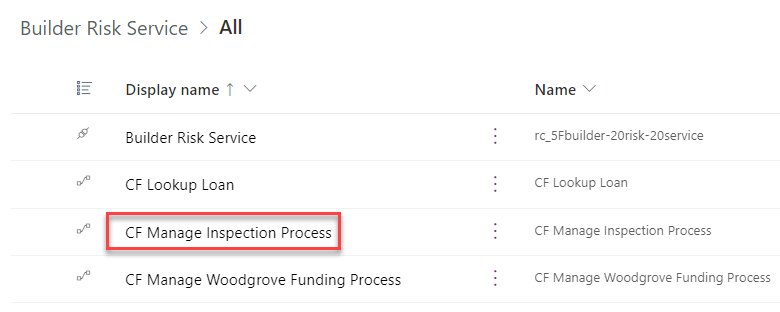 Builder Risk Service > All
Display name ↑ Name
Builder Risk Service rc_5Fbuilder-20risk-20service
CF Lookup Loan CF Lookup Loan
CF Manage Inspection Process CF Manage Inspection Process
CF Manage Woodgrove Funding Process CF Manage Woodgrove Funding Process